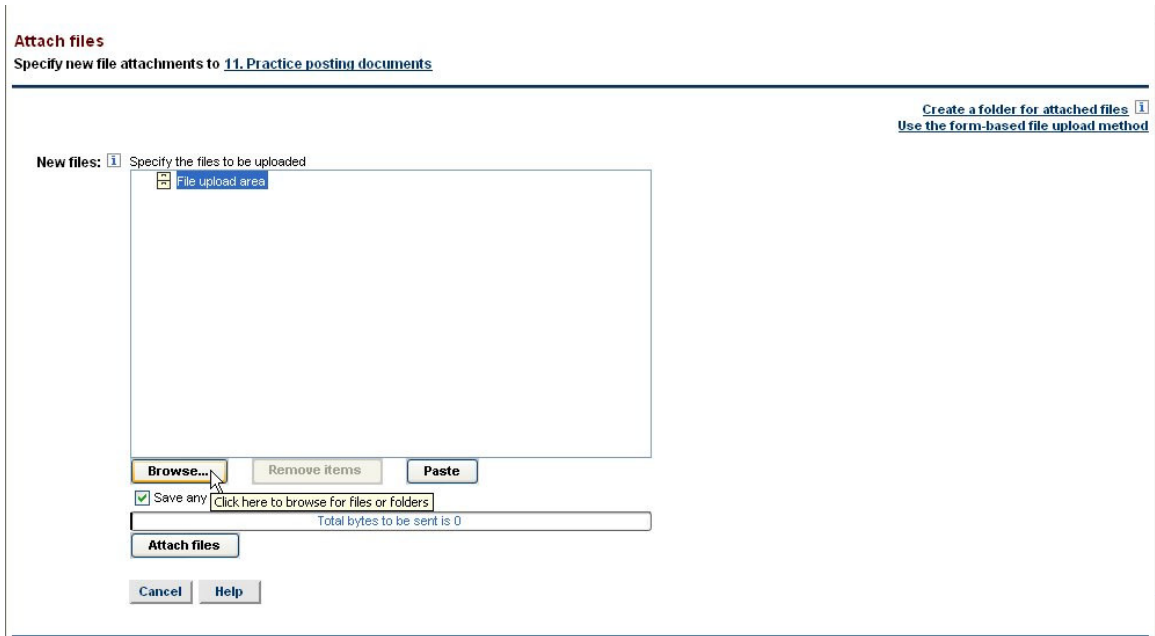 Attach files
Specify new file attachments to 11. Practice posting documents
Create a folder for attached files i
Use the form-based file upload method
New files: i Specify the files to be uploaded
File upload area
Browse... Remove items Paste
Save any
Click here to browse for files or folders
Total bytes to be sent is 0
Attach files
Cancel Help